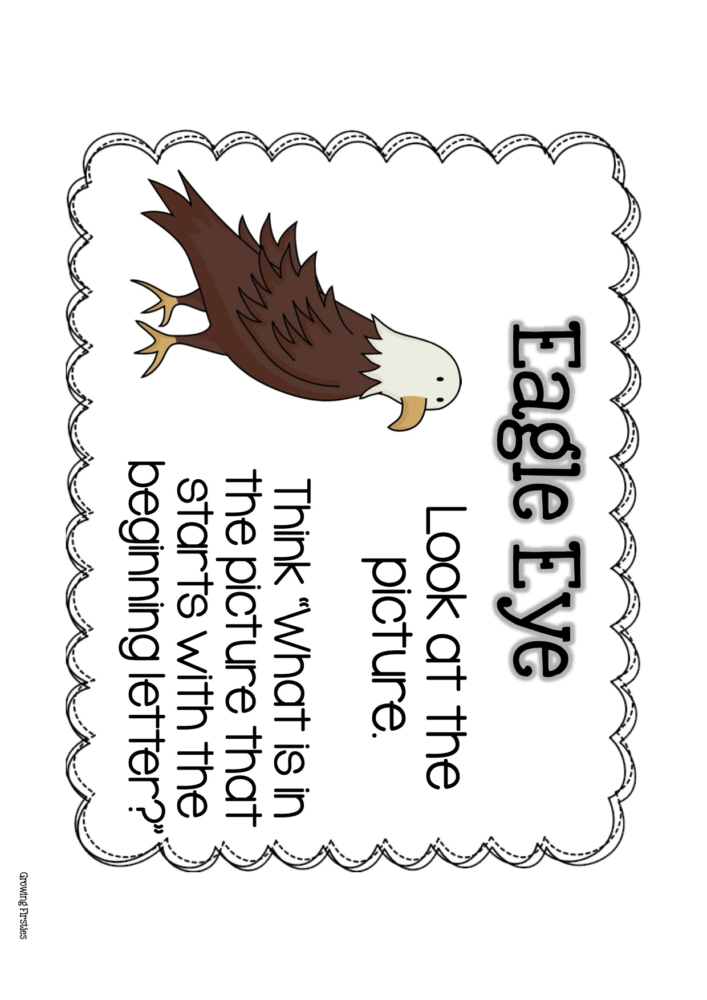 Eagle Eye
Look at the
picture.
Think “What is in
the picture that
starts with the
beginning letter?”
Growing Firsties